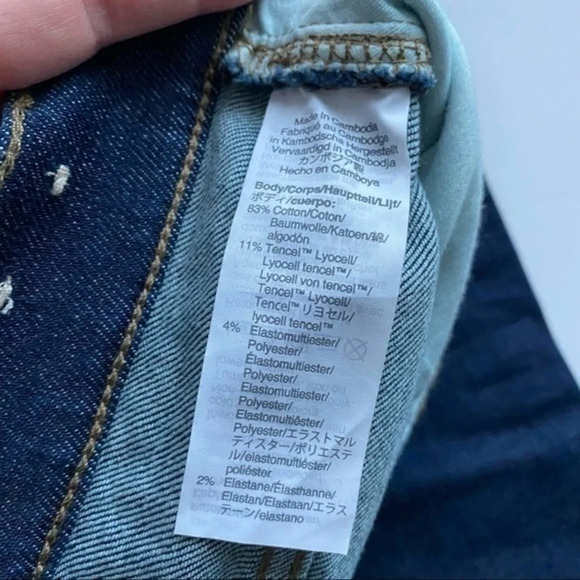 Made in Cambodia
Fabriqué au Cambodge
in Kambodscha Hergestellt
Vervaardigd in Cambodja
カンボジア製
Hecho en Camboya
Body/Corps/Hauptteil/Lijf/
ボディ/cuerpo:
83% Cotton/Coton/
Baumwolle/Katoen/綿/
algodón
11% Tencel™ Lyocell/
Lyocell tencel™/
Lyocell von tencel™/
Tencel™ Lyocell/
Tencel™ リヨセル/
lyocell tencel™
4% Elastomultiester/
Polyester/
Élastomultiester/
Polyester/
Elastomultiester/
Polyester/
Elastomultiësther/
Polyester/エラストマル
ティスター/ポリエステ
ル/elastomultiéster/
poliéster
2% Elastane/Élasthanne/
Elastan/Elastaan/エラス
テーン/elastano